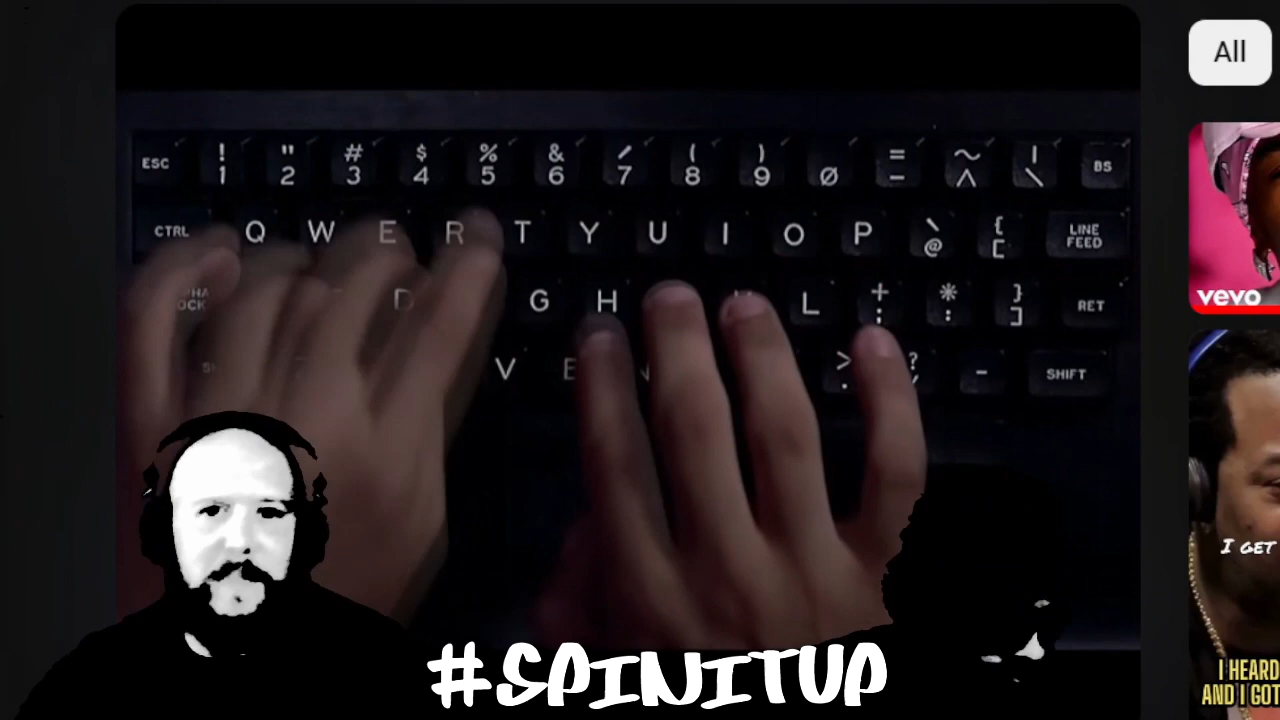 All
ESC ! 1 " 2 # 3 $ 4 % 5 & 6 ' 7 ( 8 ) 9 0 = - ~ ^ | \ BS
CTRL Q W E R T Y U I O P ` @ { [ LINE FEED
D G H L + ; * : } ] RET
V B N > . ? - SHIFT
vevo
I GET
I HEARD
AND I GOT
#SPINITUP